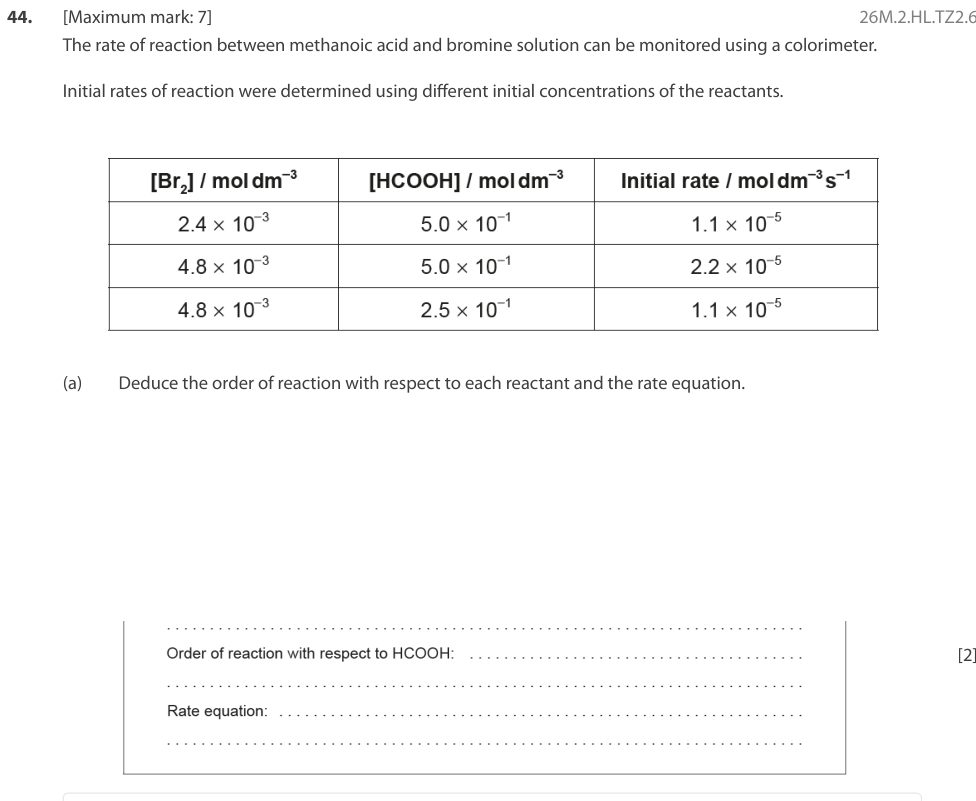 44. [Maximum mark: 7] 26M.2.HL.TZ2.6
The rate of reaction between methanoic acid and bromine solution can be monitored using a colorimeter.
Initial rates of reaction were determined using different initial concentrations of the reactants.
[Br₂] / mol dm⁻³ [HCOOH] / mol dm⁻³ Initial rate / mol dm⁻³ s⁻¹
2.4 × 10⁻³ 5.0 × 10⁻¹ 1.1 × 10⁻⁵
4.8 × 10⁻³ 5.0 × 10⁻¹ 2.2 × 10⁻⁵
4.8 × 10⁻³ 2.5 × 10⁻¹ 1.1 × 10⁻⁵
(a) Deduce the order of reaction with respect to each reactant and the rate equation.
Order of reaction with respect to HCOOH: [2]
Rate equation: